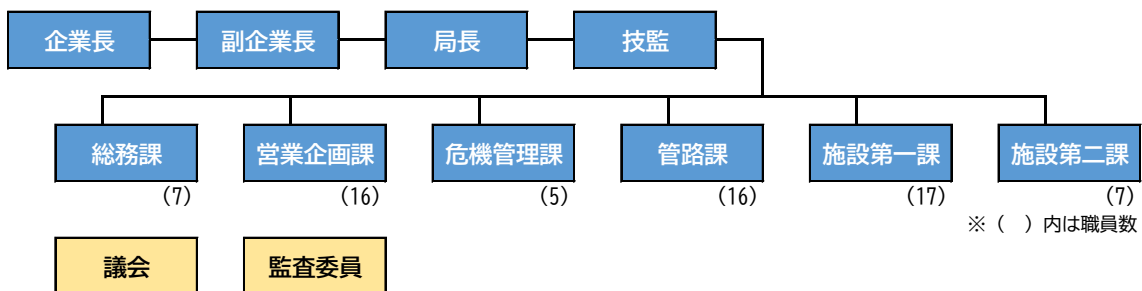 企業長 副企業長 局長 技監
総務課 営業企画課 危機管理課 管路課 施設第一課 施設第二課
(7) (16) (5) (16) (17) (7)
※（　）内は職員数
議会 監査委員